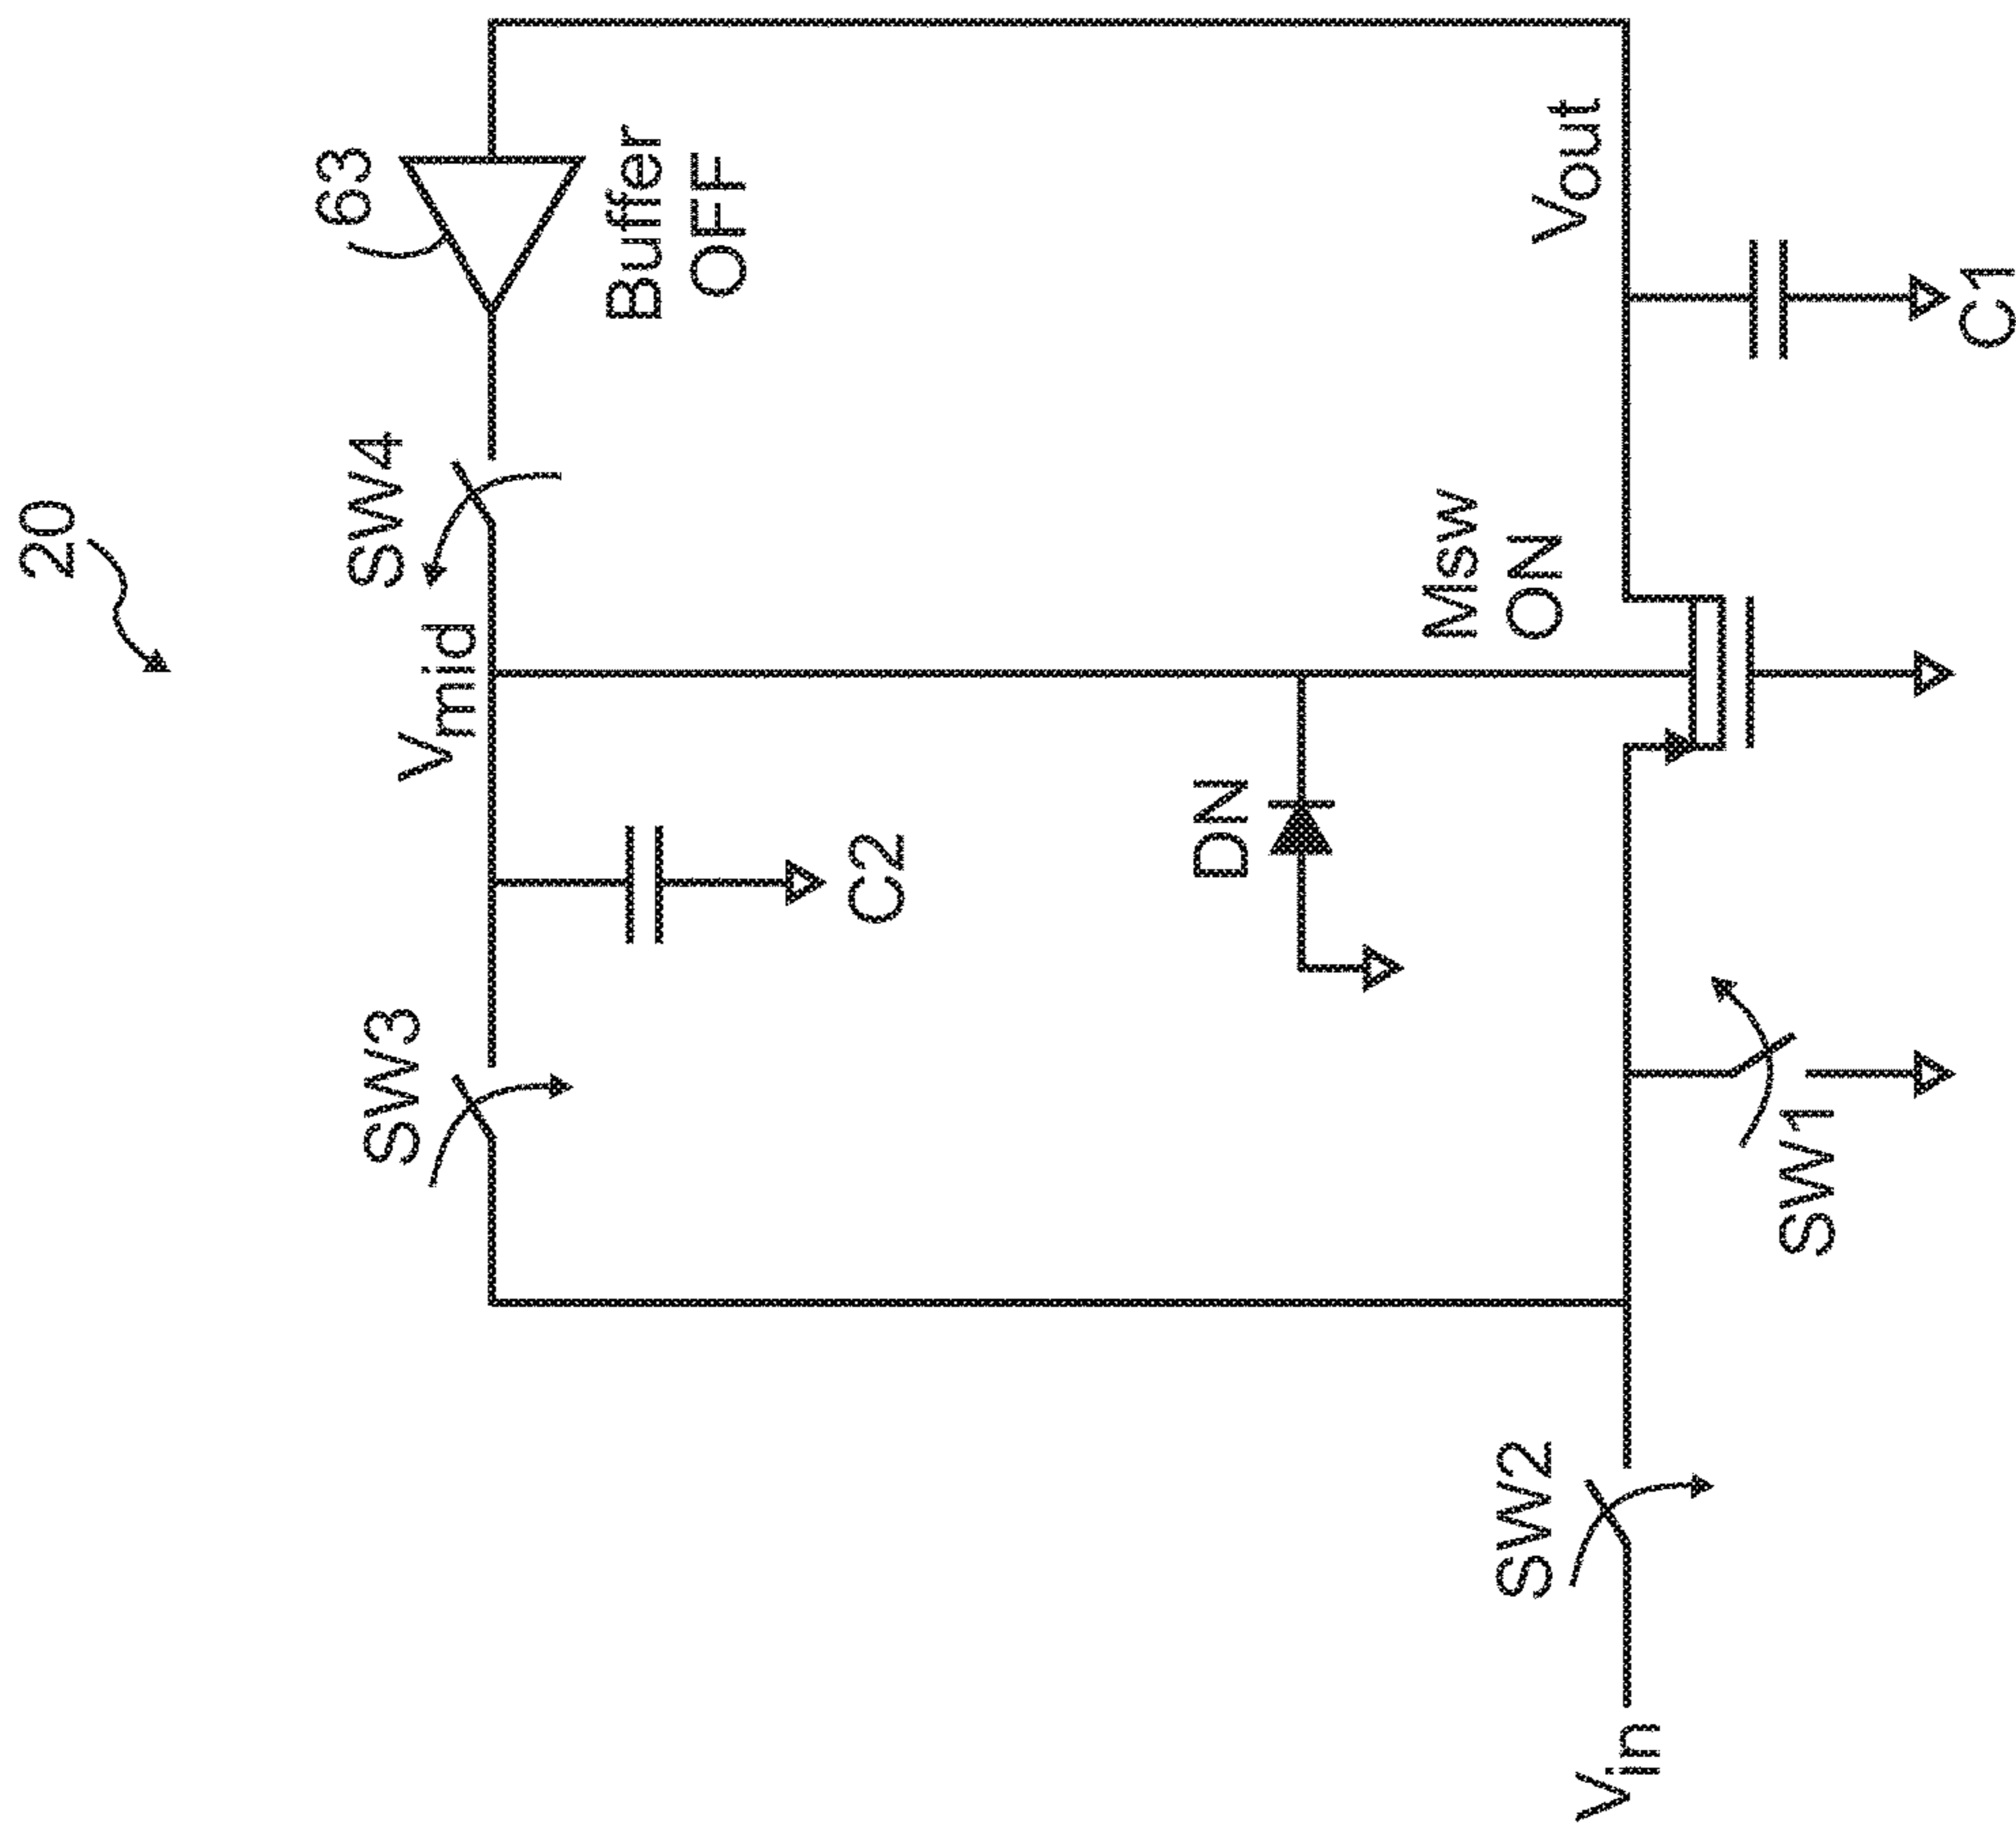 20
63
Buffer
OFF
SW4
Vmid
SW3
C2
DN
Msw
ON
Vout
C1
SW1
SW2
Vin